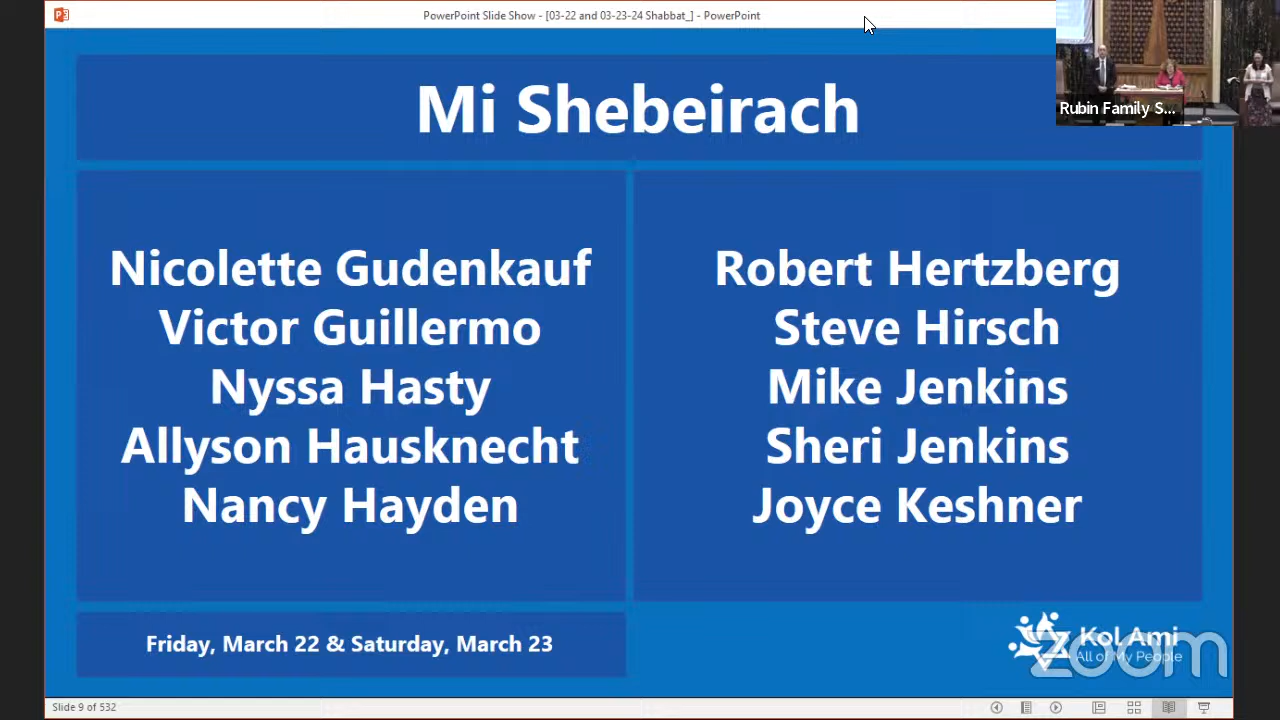 PowerPoint Slide Show - [03-22 and 03-23-24 Shabbat_] - PowerPoint
Rubin Family S...
Mi Shebeirach
Nicolette Gudenkauf
Victor Guillermo
Nyssa Hasty
Allyson Hausknecht
Nancy Hayden
Robert Hertzberg
Steve Hirsch
Mike Jenkins
Sheri Jenkins
Joyce Keshner
Friday, March 22 & Saturday, March 23
Kol Ami
All of My People
zoom
Slide 9 of 532